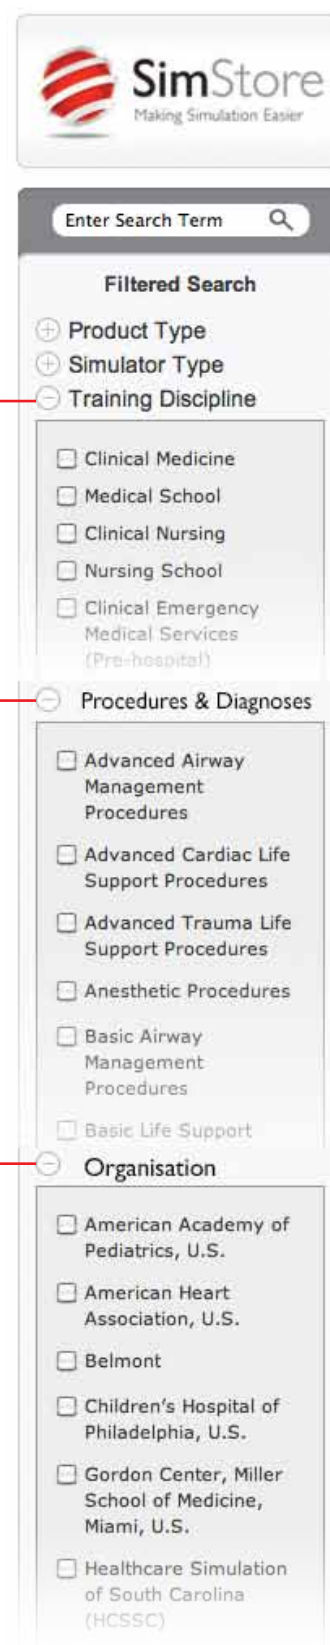 SimStore
Making Simulation Easier
Enter Search Term
Filtered Search
Product Type
Simulator Type
Training Discipline
Clinical Medicine
Medical School
Clinical Nursing
Nursing School
Clinical Emergency
Medical Services
(Pre-hospital)
Procedures & Diagnoses
Advanced Airway
Management
Procedures
Advanced Cardiac Life
Support Procedures
Advanced Trauma Life
Support Procedures
Anesthetic Procedures
Basic Airway
Management
Procedures
Basic Life Support
Organisation
American Academy of
Pediatrics, U.S.
American Heart
Association, U.S.
Belmont
Children's Hospital of
Philadelphia, U.S.
Gordon Center, Miller
School of Medicine,
Miami, U.S.
Healthcare Simulation
of South Carolina
(HCSSC)